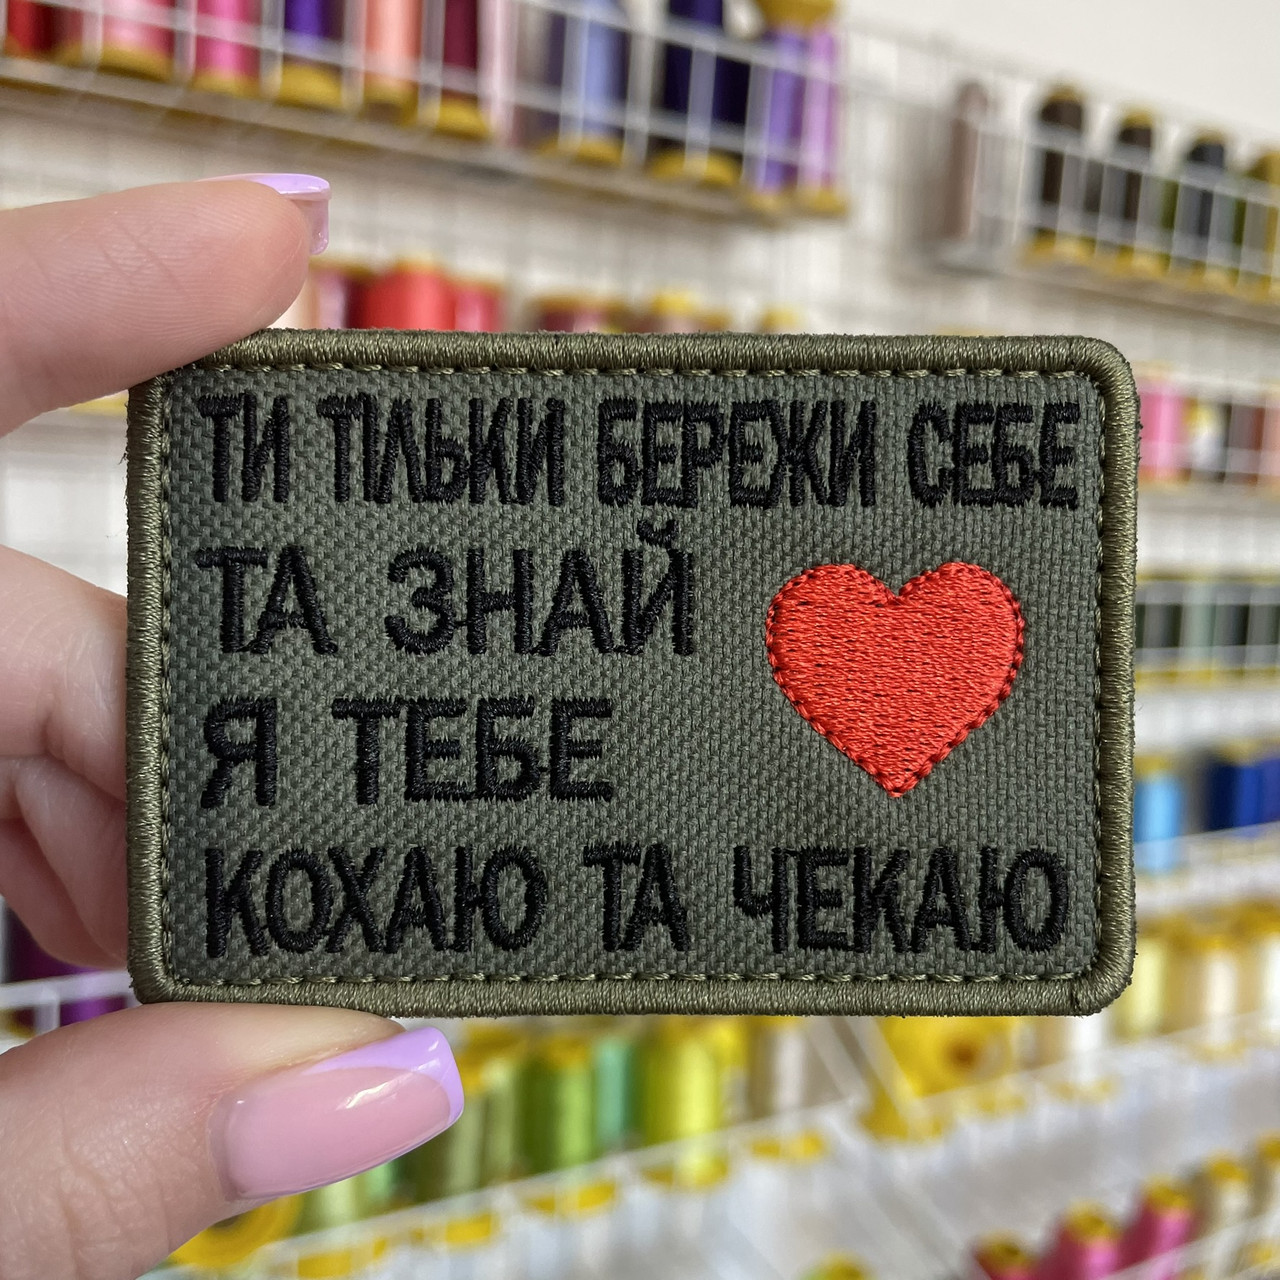 ТИ ТІЛЬКИ БЕРЕЖИ СЕБЕ
ТА ЗНАЙ
Я ТЕБЕ
КОХАЮ ТА ЧЕКАЮ